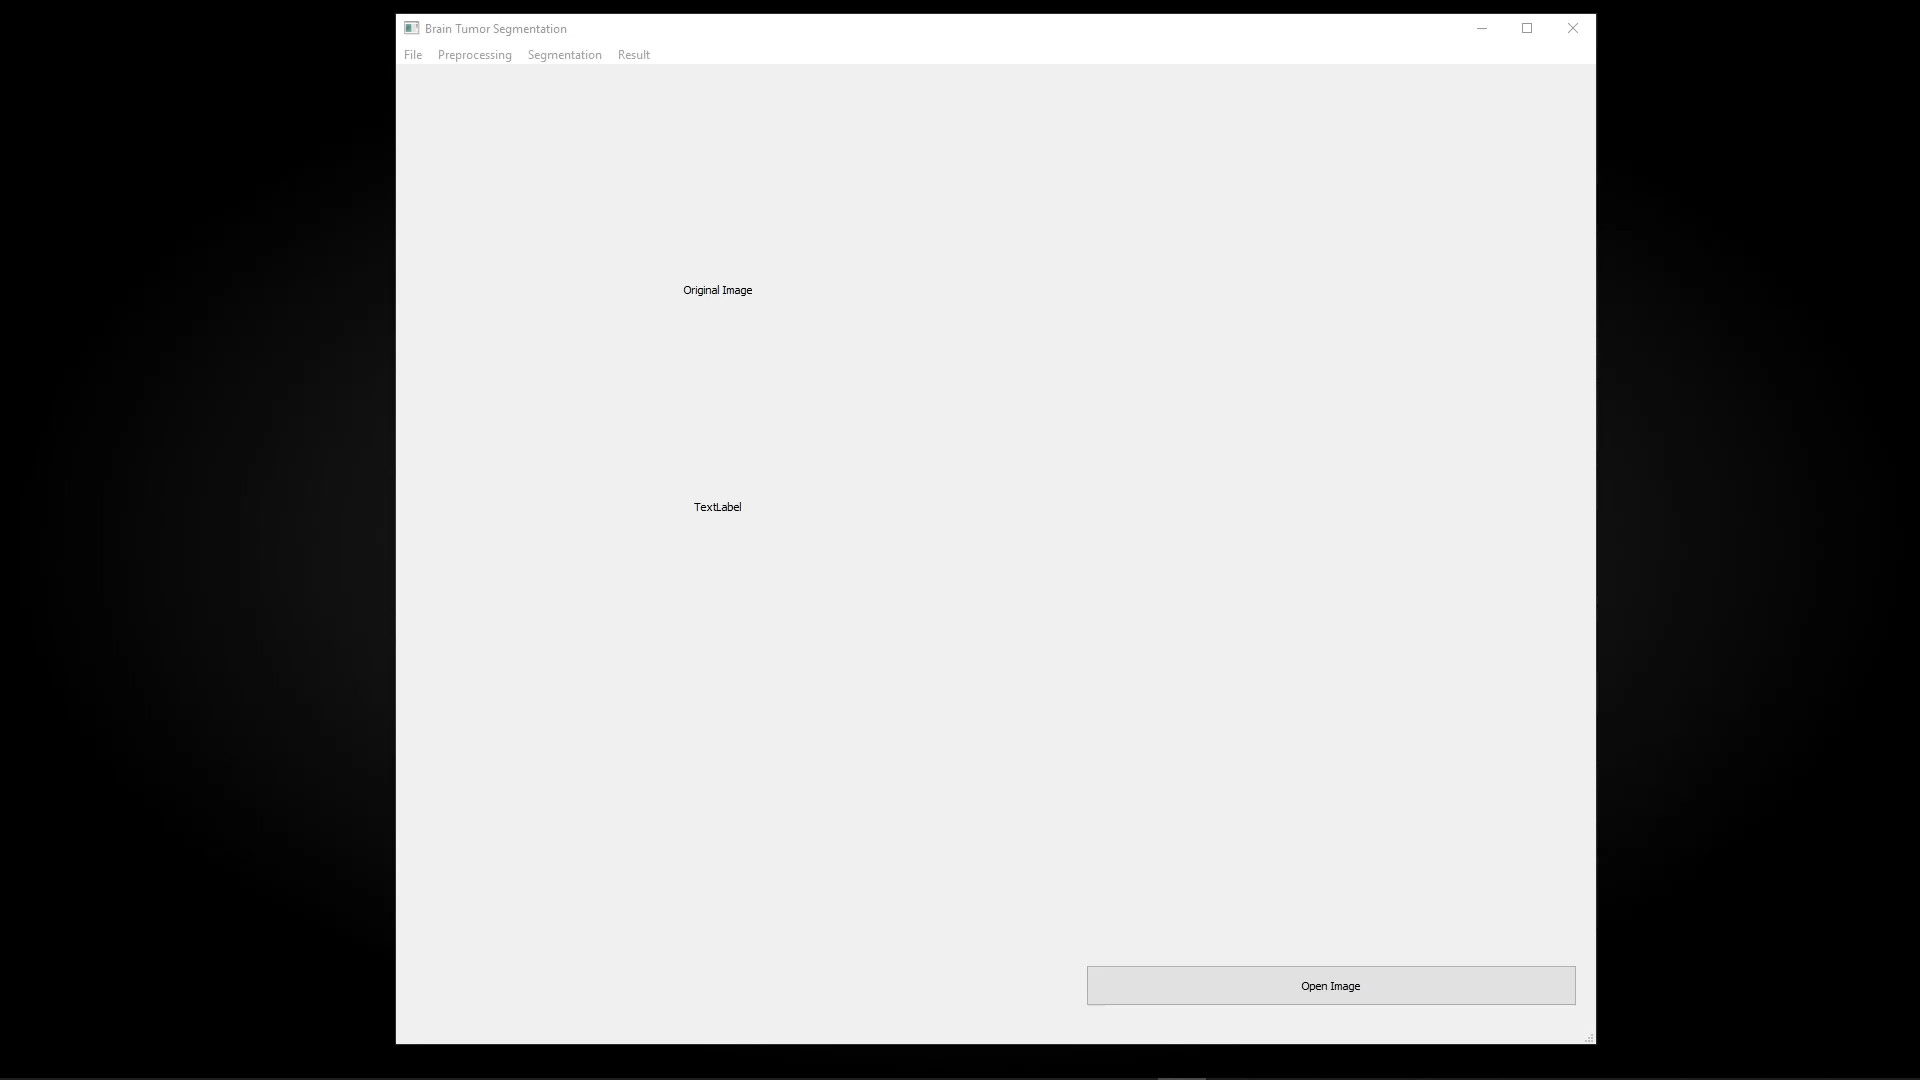 Brain Tumor Segmentation
File Preprocessing Segmentation Result
Original Image
TextLabel
Open Image